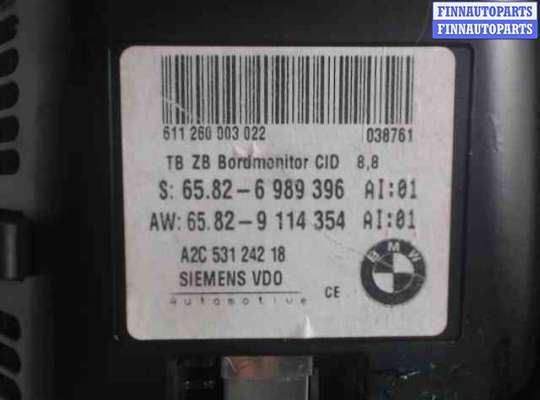 FINNAUTOPARTS
FINNAUTOPARTS
611 260 003 022 038761
TB ZB Bordmonitor CID 8,8
S: 65.82-6 989 396 AI:01
AW: 65.82-9 114 354 AI:01
A2C 531 242 18
SIEMENS VDO
Automotive CE
BMW